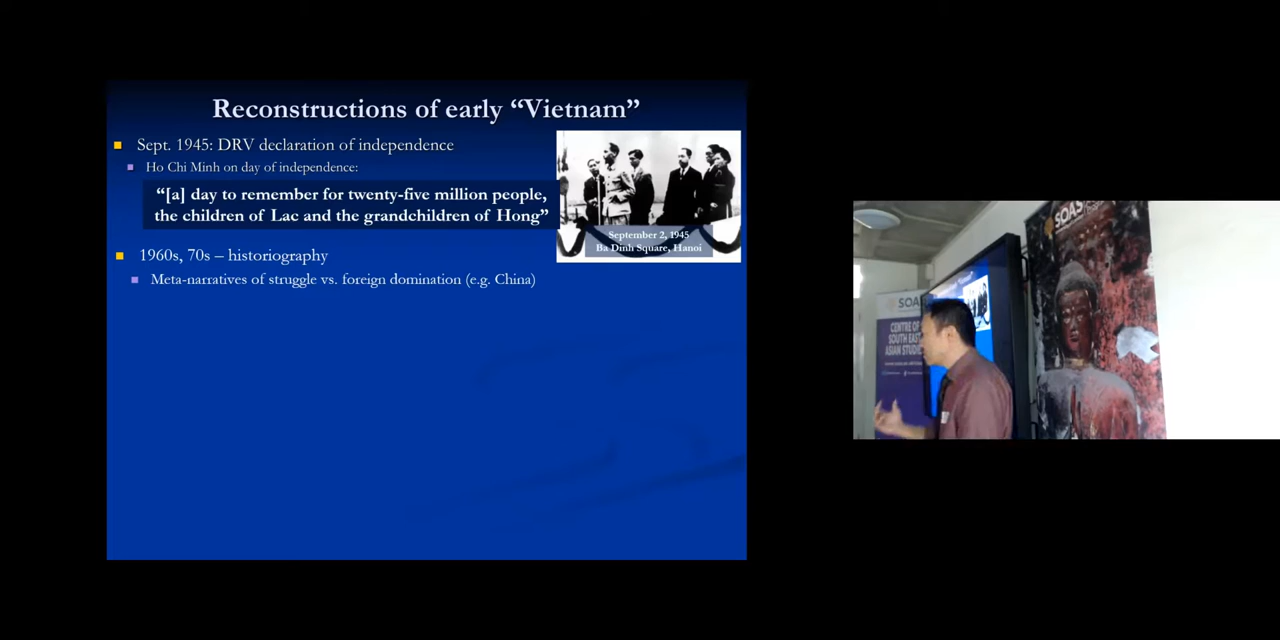 Reconstructions of early “Vietnam”
Sept. 1945: DRV declaration of independence
Ho Chi Minh on day of independence:
“[a] day to remember for twenty-five million people,
the children of Lac and the grandchildren of Hong”
September 2, 1945
Ba Dinh Square, Hanoi
1960s, 70s – historiography
Meta-narratives of struggle vs. foreign domination (e.g. China)
SOAS
CENTRE OF
SOUTH EAST
ASIAN STUDIES
SOAS